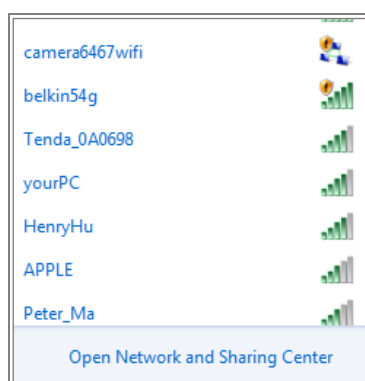 camera6467wifi
belkin54g
Tenda_0A0698
yourPC
HenryHu
APPLE
Peter_Ma
Open Network and Sharing Center